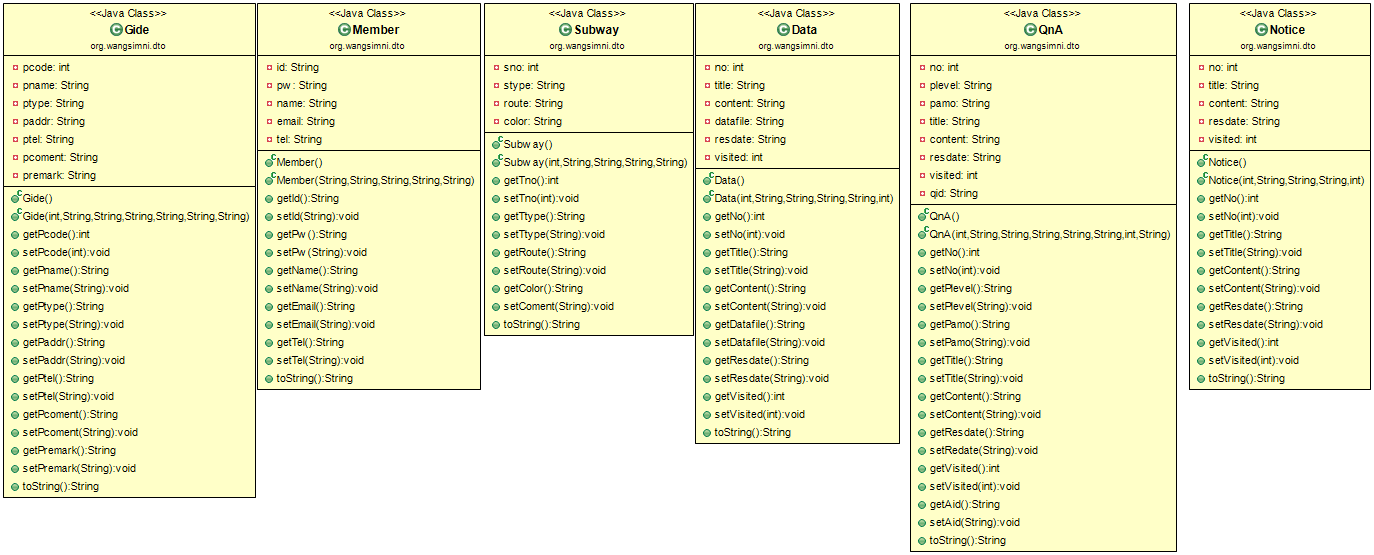 <<Java Class>>
Gide
org.wangsimni.dto
pcode: int
pname: String
ptype: String
paddr: String
ptel: String
pcoment: String
premark: String
Gide()
Gide(int,String,String,String,String,String,String)
getPcode():int
setPcode(int):void
getPname():String
setPname(String):void
getPtype():String
setPtype(String):void
getPaddr():String
setPaddr(String):void
getPtel():String
setPtel(String):void
getPcoment():String
setPcoment(String):void
getPremark():String
setPremark(String):void
toString():String
<<Java Class>>
Member
org.wangsimni.dto
id: String
pw: String
name: String
email: String
tel: String
Member()
Member(String,String,String,String,String)
getId():String
setId(String):void
getPw():String
setPw(String):void
getName():String
setName(String):void
getEmail():String
setEmail(String):void
getTel():String
setTel(String):void
toString():String
<<Java Class>>
Subway
org.wangsimni.dto
sno: int
stype: String
route: String
color: String
Subway()
Subway(int,String,String,String,String)
getTno():int
setTno(int):void
getTtype():String
setTtype(String):void
getRoute():String
setRoute(String):void
getColor():String
setComent(String):void
toString():String
<<Java Class>>
Data
org.wangsimni.dto
no: int
title: String
content: String
datafile: String
resdate: String
visited: int
Data()
Data(int,String,String,String,String,int)
getNo():int
setNo(int):void
getTitle():String
setTitle(String):void
getContent():String
setContent(String):void
getDatafile():String
setDatafile(String):void
getResdate():String
setResdate(String):void
getVisited():int
setVisited(int):void
toString():String
<<Java Class>>
QnA
org.wangsimni.dto
no: int
plevel: String
pamo: String
title: String
content: String
resdate: String
visited: int
qid: String
QnA()
QnA(int,String,String,String,String,String,int,String)
getNo():int
setNo(int):void
getPlevel():String
setPlevel(String):void
getPamo():String
setPamo(String):void
getTitle():String
setTitle(String):void
getContent():String
setContent(String):void
getResdate():String
setRedate(String):void
getVisited():int
setVisited(int):void
getAid():String
setAid(String):void
toString():String
<<Java Class>>
Notice
org.wangsimni.dto
no: int
title: String
content: String
resdate: String
visited: int
Notice()
Notice(int,String,String,String,int)
getNo():int
setNo(int):void
getTitle():String
setTitle(String):void
getContent():String
setContent(String):void
getResdate():String
setResdate(String):void
getVisited():int
setVisited(int):void
toString():String